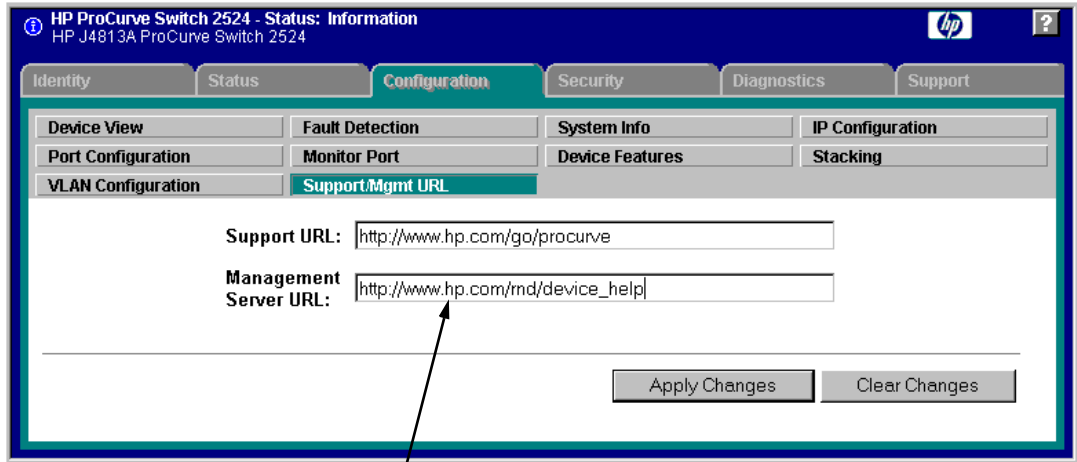 HP ProCurve Switch 2524 - Status: Information
HP J4813A ProCurve Switch 2524
hp
?
Identity Status Configuration Security Diagnostics Support
Device View Fault Detection System Info IP Configuration
Port Configuration Monitor Port Device Features Stacking
VLAN Configuration Support/Mgmt URL
Support URL: http://www.hp.com/go/procurve
Management
Server URL: http://www.hp.com/rnd/device_help
Apply Changes Clear Changes